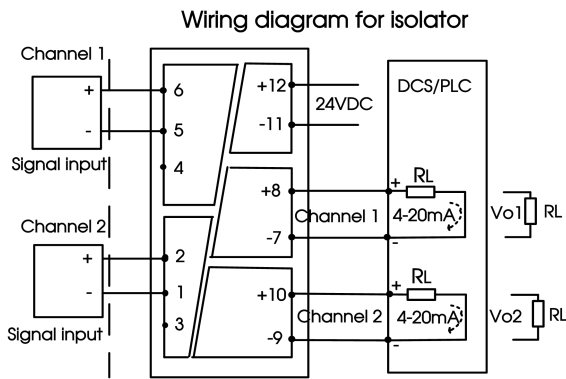 Wiring diagram for isolator
Channel 1
+
-
Signal input
6
5
4
+12
-11
24VDC
DCS/PLC
+8
-7
Channel 1
+
RL
4-20mA
-
Vo1
RL
Channel 2
+
-
Signal input
2
1
3
+10
-9
Channel 2
+
RL
4-20mA
-
Vo2
RL